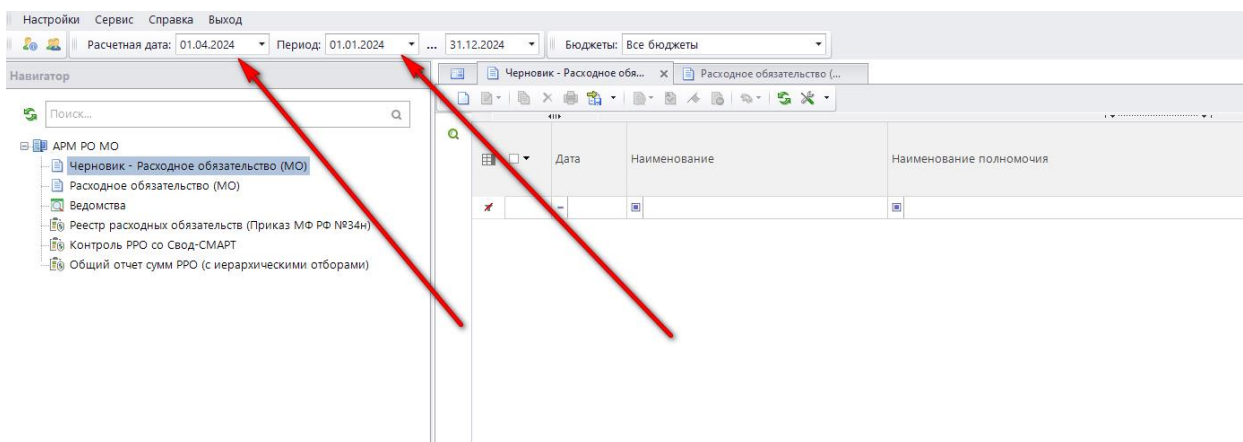 Настройки Сервис Справка Выход
Расчетная дата: 01.04.2024 Период: 01.01.2024 ... 31.12.2024 Бюджеты: Все бюджеты
Навигатор
Черновик - Расходное обя... Расходное обязательство (...
Поиск...
АРМ РО МО
Черновик - Расходное обязательство (МО)
Расходное обязательство (МО)
Ведомства
Реестр расходных обязательств (Приказ МФ РФ №34н)
Контроль РРО со Свод-СМАРТ
Общий отчет сумм РРО (с иерархическими отборами)
Дата Наименование Наименование полномочия